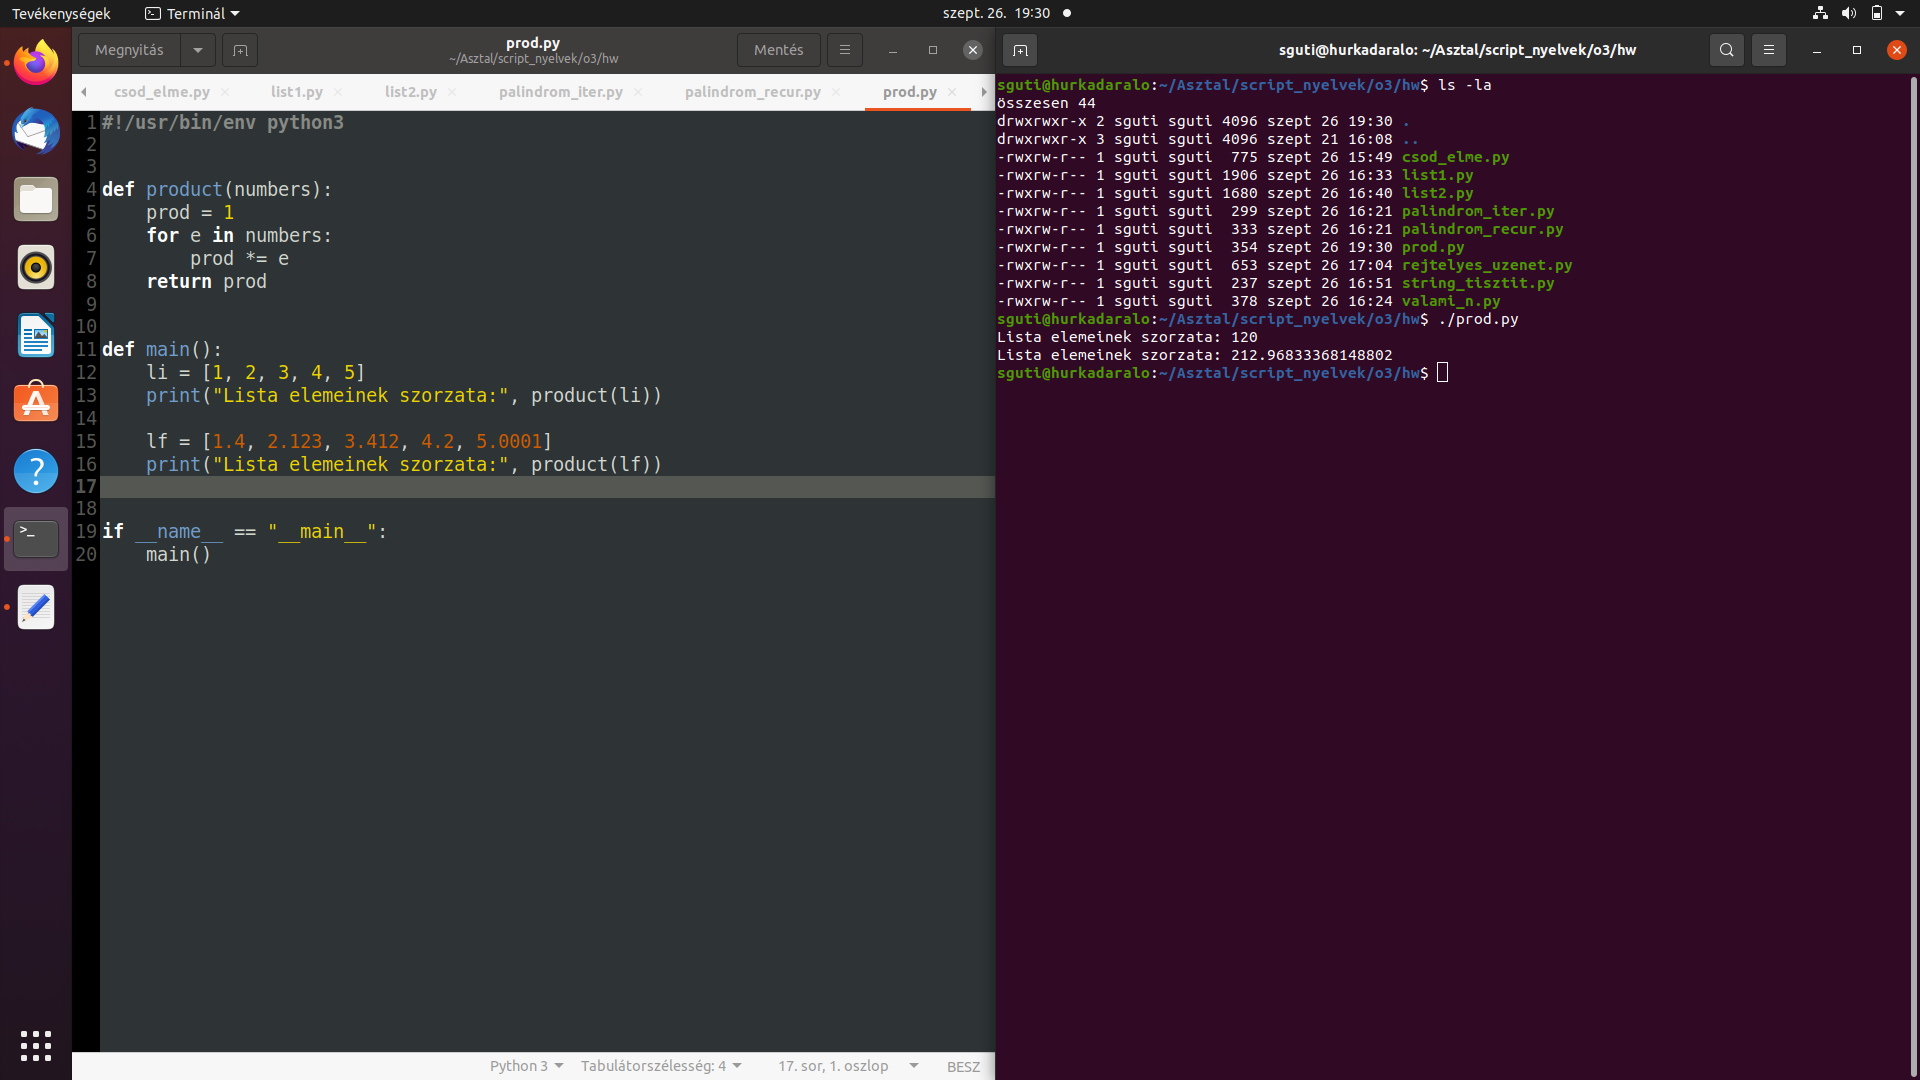 Tevékenységek Terminál szept. 26. 19:30
Megnyitás prod.py Mentés
~/Asztal/script_nyelvek/o3/hw
csod_elme.py list1.py list2.py palindrom_iter.py palindrom_recur.py prod.py
1 #!/usr/bin/env python3
2
3
4 def product(numbers):
5     prod = 1
6     for e in numbers:
7         prod *= e
8     return prod
9
10
11 def main():
12     li = [1, 2, 3, 4, 5]
13     print("Lista elemeinek szorzata:", product(li))
14
15     lf = [1.4, 2.123, 3.412, 4.2, 5.0001]
16     print("Lista elemeinek szorzata:", product(lf))
17
18
19 if __name__ == "__main__":
20     main()
Python 3 Tabulátorszélesség: 4 17. sor, 1. oszlop BESZ
sguti@hurkadaralo: ~/Asztal/script_nyelvek/o3/hw
sguti@hurkadaralo:~/Asztal/script_nyelvek/o3/hw$ ls -la
összesen 44
drwxrwxr-x 2 sguti sguti 4096 szept 26 19:30 .
drwxrwxr-x 3 sguti sguti 4096 szept 21 16:08 ..
-rwxrw-r-- 1 sguti sguti  775 szept 26 15:49 csod_elme.py
-rwxrw-r-- 1 sguti sguti 1906 szept 26 16:33 list1.py
-rwxrw-r-- 1 sguti sguti 1680 szept 26 16:40 list2.py
-rwxrw-r-- 1 sguti sguti  299 szept 26 16:21 palindrom_iter.py
-rwxrw-r-- 1 sguti sguti  333 szept 26 16:21 palindrom_recur.py
-rwxrw-r-- 1 sguti sguti  354 szept 26 19:30 prod.py
-rwxrw-r-- 1 sguti sguti  653 szept 26 17:04 rejtelyes_uzenet.py
-rwxrw-r-- 1 sguti sguti  237 szept 26 16:51 string_tisztit.py
-rwxrw-r-- 1 sguti sguti  378 szept 26 16:24 valami_n.py
sguti@hurkadaralo:~/Asztal/script_nyelvek/o3/hw$ ./prod.py
Lista elemeinek szorzata: 120
Lista elemeinek szorzata: 212.96833368148802
sguti@hurkadaralo:~/Asztal/script_nyelvek/o3/hw$